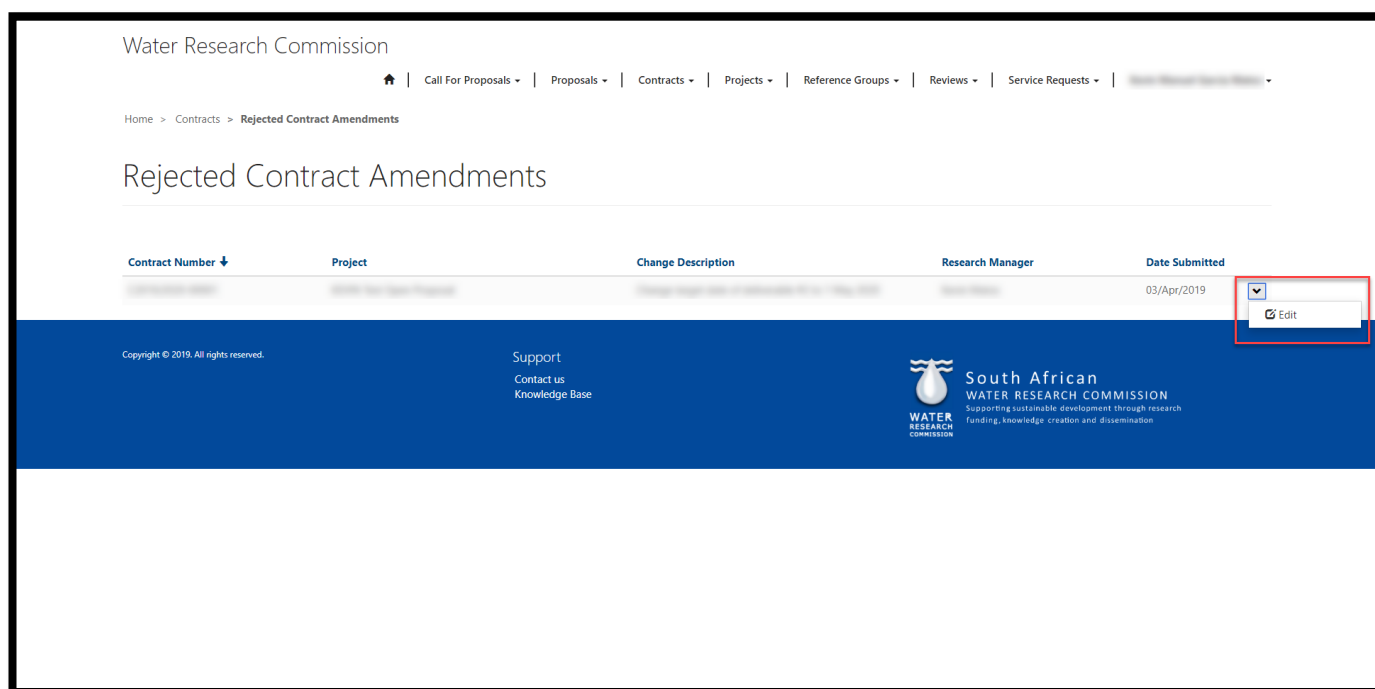 Water Research Commission
Call For Proposals | Proposals | Contracts | Projects | Reference Groups | Reviews | Service Requests |
Home > Contracts > Rejected Contract Amendments
Rejected Contract Amendments
Contract Number Project Change Description Research Manager Date Submitted
03/Apr/2019
Edit
Copyright © 2019. All rights reserved.
Support
Contact us
Knowledge Base
WATER
RESEARCH
COMMISSION
South African
WATER RESEARCH COMMISSION
Supporting sustainable development through research
funding, knowledge creation and dissemination